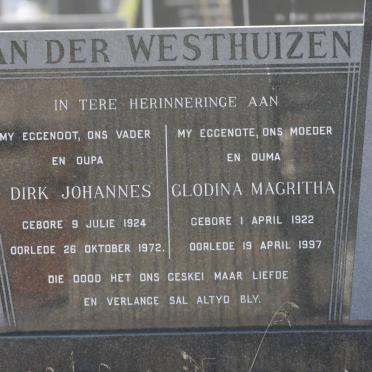 AN DER WESTHUIZEN
IN TERE HERINNERINGE AAN
MY EGGENOOT, ONS VADER
EN OUPA
DIRK JOHANNES
GEBORE 9 JULIE 1924
OORLEDE 26 OKTOBER 1972.
MY EGGENOTE, ONS MOEDER
EN OUMA
GLODINA MAGRITHA
GEBORE 1 APRIL 1922
OORLEDE 19 APRIL 1997
DIE DOOD HET ONS GESKEI MAAR LIEFDE
EN VERLANGE SAL ALTYD BLY.